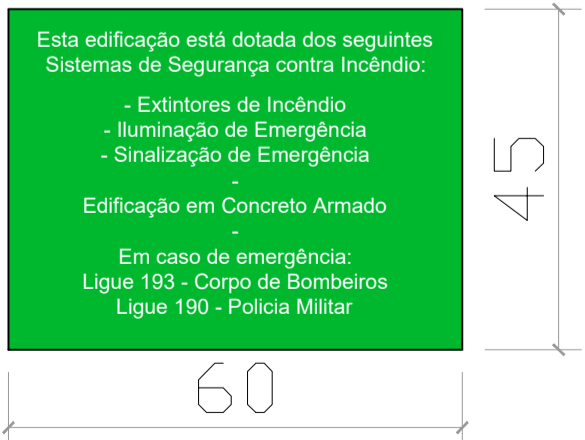 Esta edificação está dotada dos seguintes
Sistemas de Segurança contra Incêndio:
- Extintores de Incêndio
- Iluminação de Emergência
- Sinalização de Emergência
-
Edificação em Concreto Armado
-
Em caso de emergência:
Ligue 193 - Corpo de Bombeiros
Ligue 190 - Policia Militar
45
60